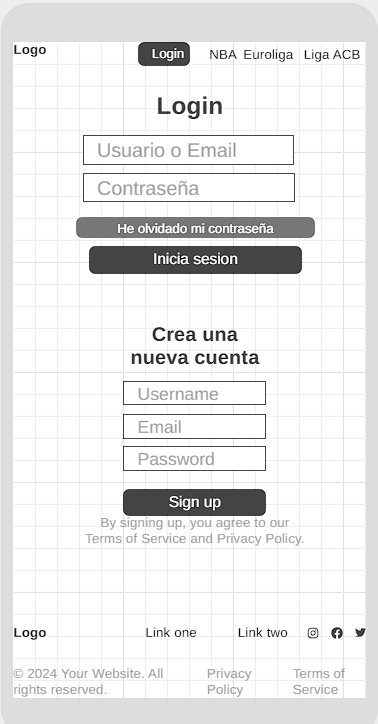 Logo Login NBA Euroliga Liga ACB
Login
Usuario o Email
Contraseña
He olvidado mi contraseña
Inicia sesion
Crea una
nueva cuenta
Username
Email
Password
Sign up
By signing up, you agree to our
Terms of Service and Privacy Policy.
Logo Link one Link two
© 2024 Your Website. All
rights reserved.
Privacy
Policy
Terms of
Service